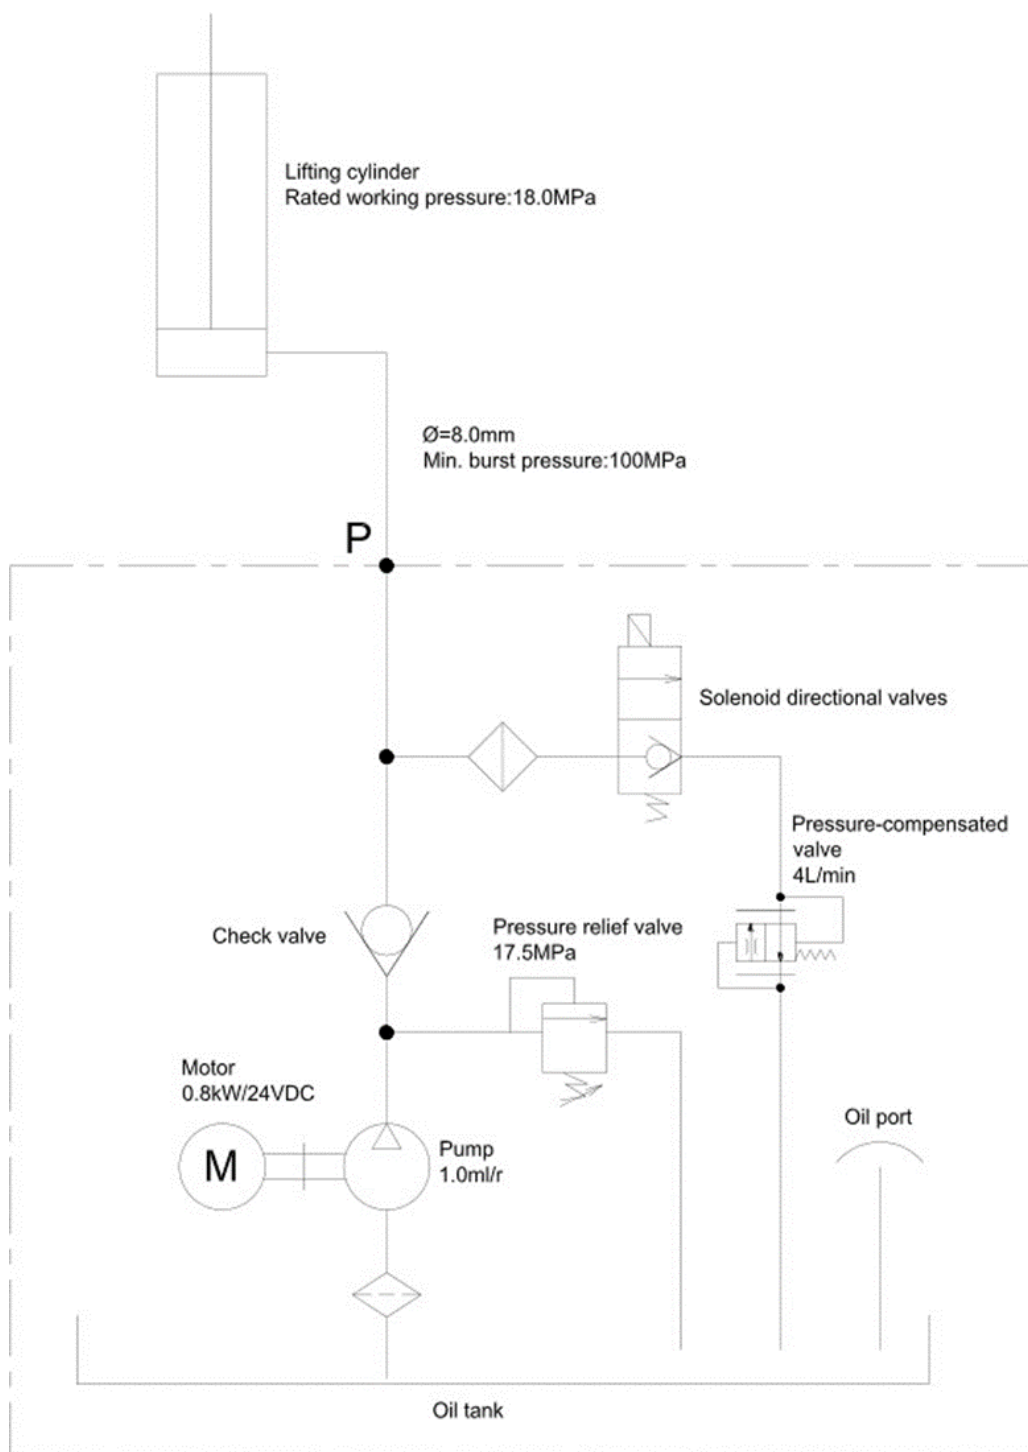 Lifting cylinder
Rated working pressure:18.0MPa
Ø=8.0mm
Min. burst pressure:100MPa
P
Solenoid directional valves
Pressure-compensated
valve
4L/min
Check valve
Pressure relief valve
17.5MPa
Motor
0.8kW/24VDC
M
Pump
1.0ml/r
Oil port
Oil tank